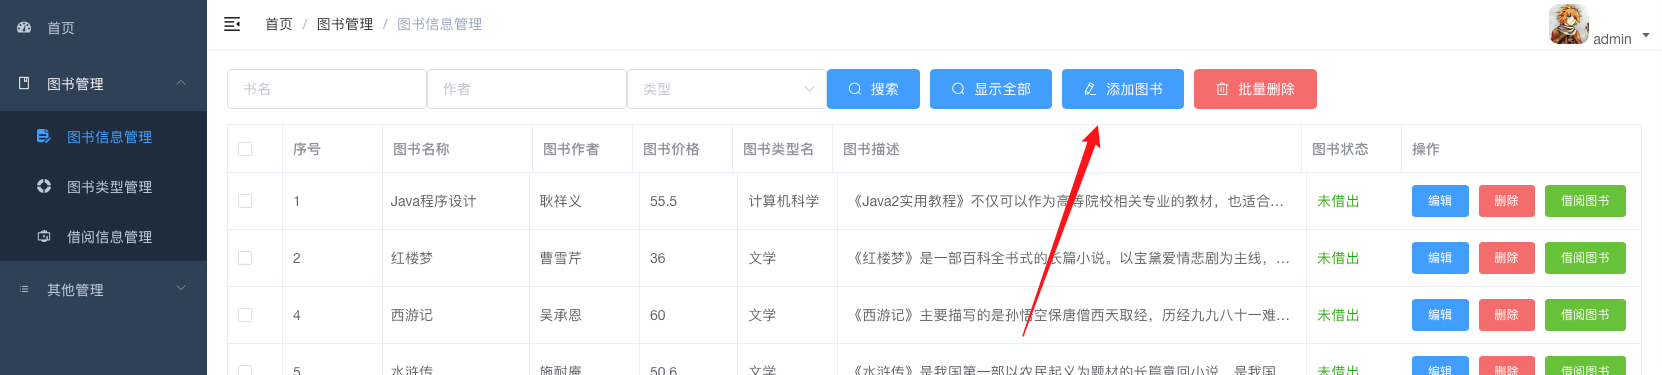 首页
图书管理
图书信息管理
图书类型管理
借阅信息管理
其他管理
首页 / 图书管理 / 图书信息管理
admin
书名 作者 类型 搜索 显示全部 添加图书 批量删除
序号 图书名称 图书作者 图书价格 图书类型名 图书描述 图书状态 操作
1 Java程序设计 耿祥义 55.5 计算机科学 《Java2实用教程》不仅可以作为高等院校相关专业的教材，也适合... 未借出 编辑 删除 借阅图书
2 红楼梦 曹雪芹 36 文学 《红楼梦》是一部百科全书式的长篇小说。以宝黛爱情悲剧为主线，... 未借出 编辑 删除 借阅图书
4 西游记 吴承恩 60 文学 《西游记》主要描写的是孙悟空保唐僧西天取经，历经九九八十一难... 未借出 编辑 删除 借阅图书
5 水浒传 施耐庵 50.6 文学 《水浒传》是我国第一部以农民起义为题材的长篇章回小说，是我国... 未借出 编辑 删除 借阅图书